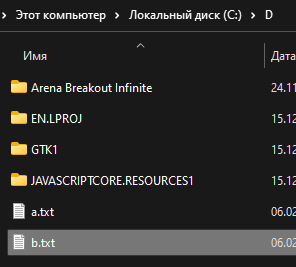 Этот компьютер > Локальный диск (C:) > D
Имя Дата
Arena Breakout Infinite 24.11
EN.LPROJ 15.12
GTK1 15.12
JAVASCRIPTCORE.RESOURCES1 15.12
a.txt 06.02
b.txt 06.02